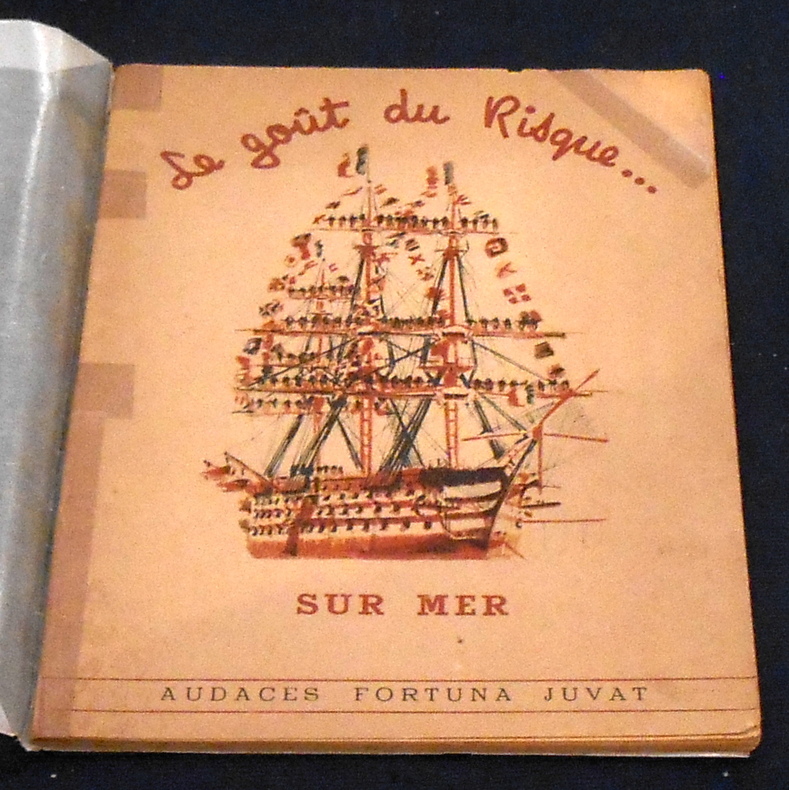 Le goût du Risque...
SUR MER
AUDACES FORTUNA JUVAT